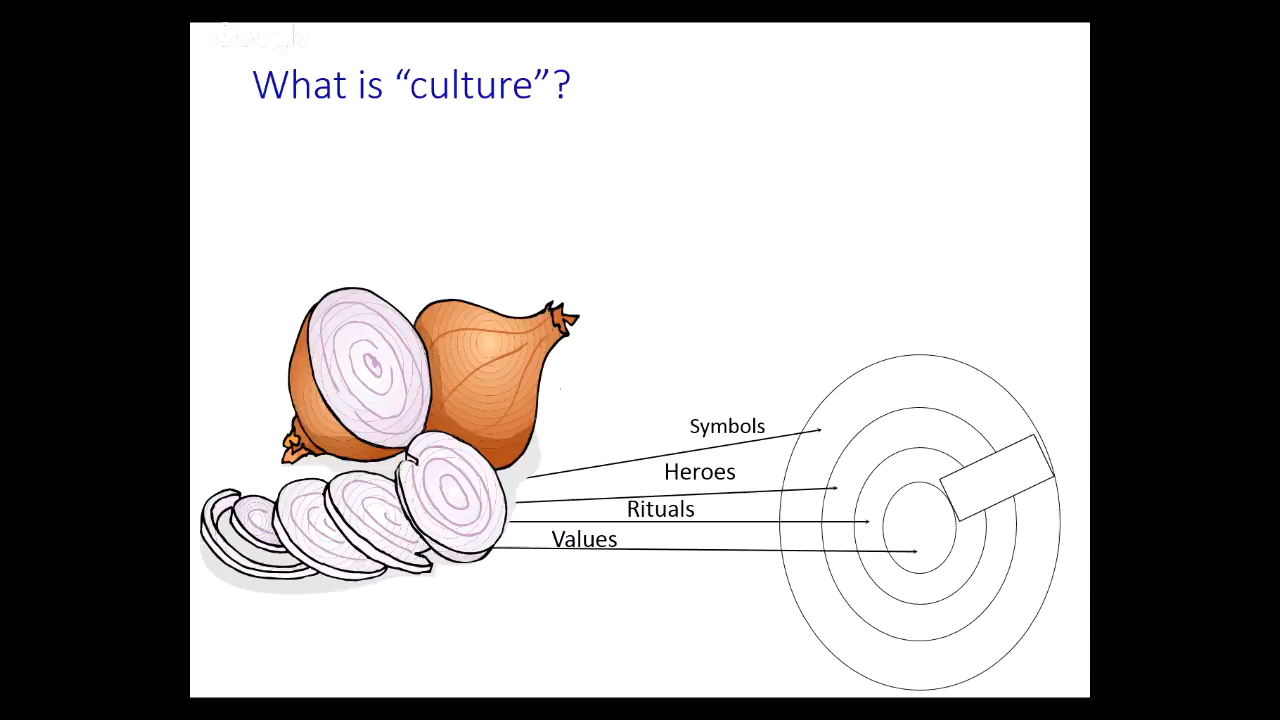 What is “culture”?
Symbols
Heroes
Rituals
Values